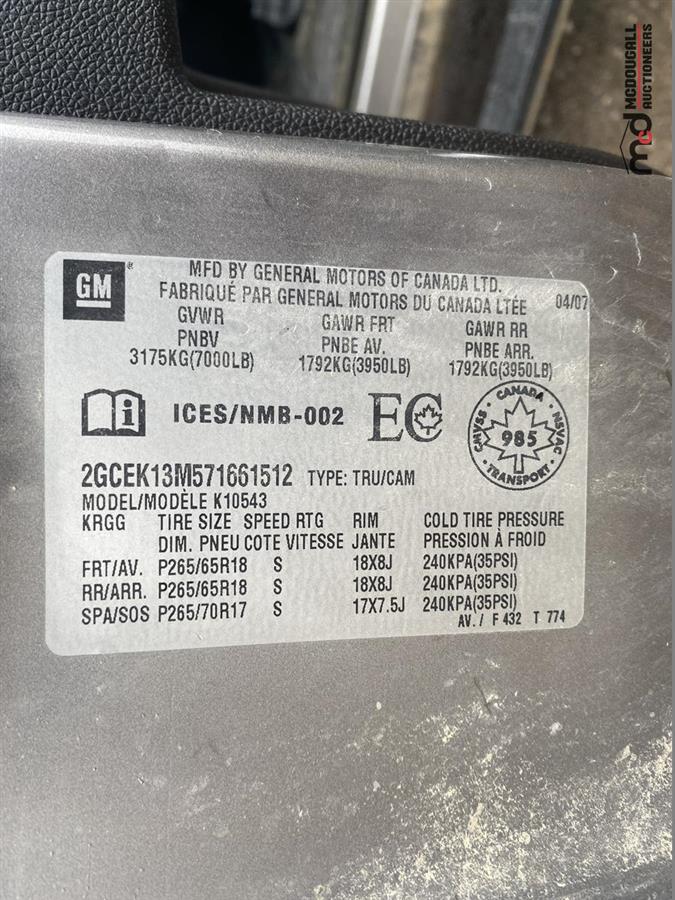 MCDOUGALL
AUCTIONEERS
mcd
GM
MFD BY GENERAL MOTORS OF CANADA LTD.
FABRIQUÉ PAR GENERAL MOTORS DU CANADA LTÉE 04/07
GVWR GAWR FRT GAWR RR
PNBV PNBE AV. PNBE ARR.
3175KG(7000LB) 1792KG(3950LB) 1792KG(3950LB)
i ICES/NMB-002 EC
CANADA
CMVSS 985 NSVAC
TRANSPORT
2GCEK13M571661512 TYPE: TRU/CAM
MODEL/MODÈLE K10543
KRGG TIRE SIZE SPEED RTG RIM COLD TIRE PRESSURE
DIM. PNEU COTE VITESSE JANTE PRESSION À FROID
FRT/AV. P265/65R18 S 18X8J 240KPA(35PSI)
RR/ARR. P265/65R18 S 18X8J 240KPA(35PSI)
SPA/SOS P265/70R17 S 17X7.5J 240KPA(35PSI)
AV. / F 432 T 774